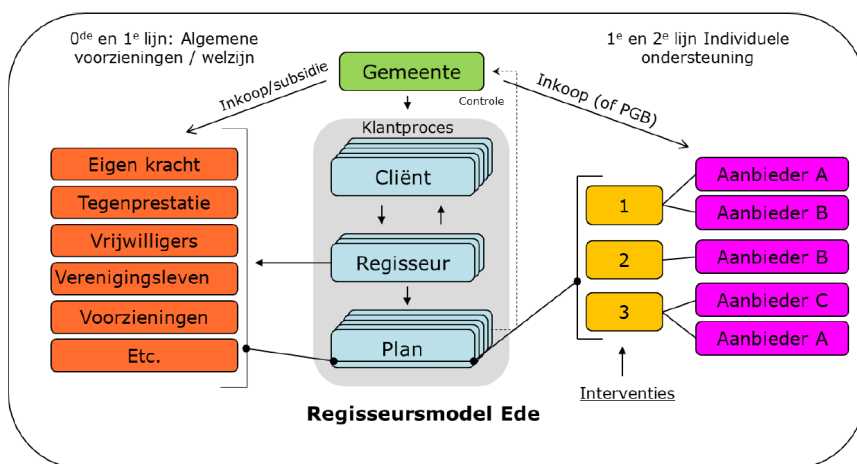 0de en 1e lijn: Algemene
voorzieningen / welzijn
1e en 2e lijn Individuele
ondersteuning
Gemeente
Inkoop/subsidie
Controle
Inkoop (of PGB)
Klantproces
Cliënt
Regisseur
Plan
Eigen kracht
Tegenprestatie
Vrijwilligers
Verenigingsleven
Voorzieningen
Etc.
1
2
3
Aanbieder A
Aanbieder B
Aanbieder B
Aanbieder C
Aanbieder A
Interventies
Regisseursmodel Ede